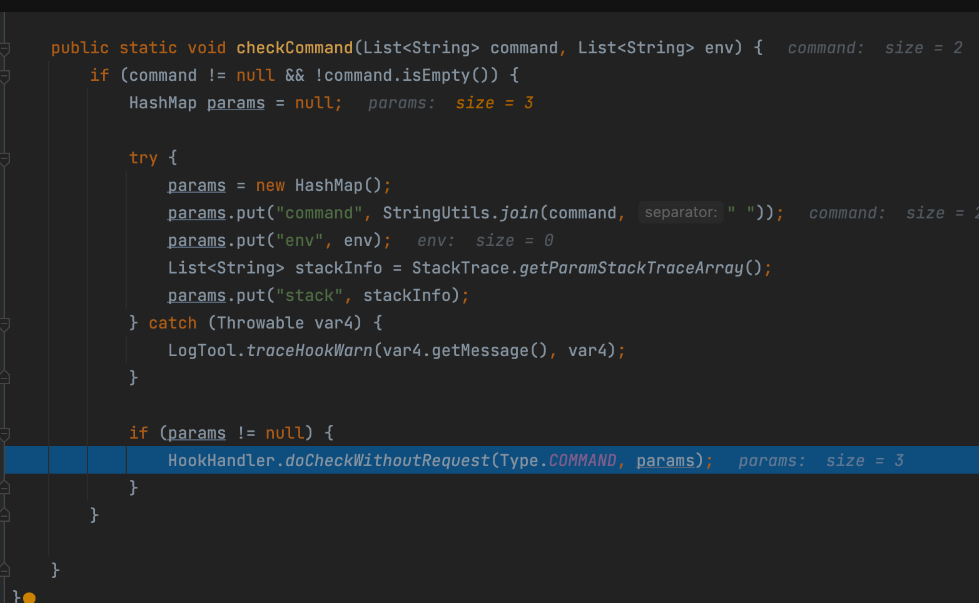 public static void checkCommand(List<String> command, List<String> env) {   command:  size = 2
if (command != null && !command.isEmpty()) {
HashMap params = null;   params:  size = 3
try {
params = new HashMap();
params.put("command", StringUtils.join(command, separator: " "));   command:  size = 2
params.put("env", env);   env:  size = 0
List<String> stackInfo = StackTrace.getParamStackTraceArray();
params.put("stack", stackInfo);
} catch (Throwable var4) {
LogTool.traceHookWarn(var4.getMessage(), var4);
}
if (params != null) {
HookHandler.doCheckWithoutRequest(Type.COMMAND, params);   params:  size = 3
}
}
}
}